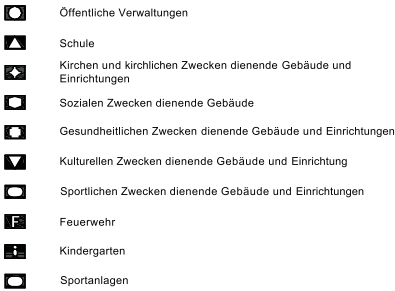 Öffentliche Verwaltungen
Schule
Kirchen und kirchlichen Zwecken dienende Gebäude und
Einrichtungen
Sozialen Zwecken dienende Gebäude
Gesundheitlichen Zwecken dienende Gebäude und Einrichtungen
Kulturellen Zwecken dienende Gebäude und Einrichtung
Sportlichen Zwecken dienende Gebäude und Einrichtungen
F Feuerwehr
i Kindergarten
Sportanlagen